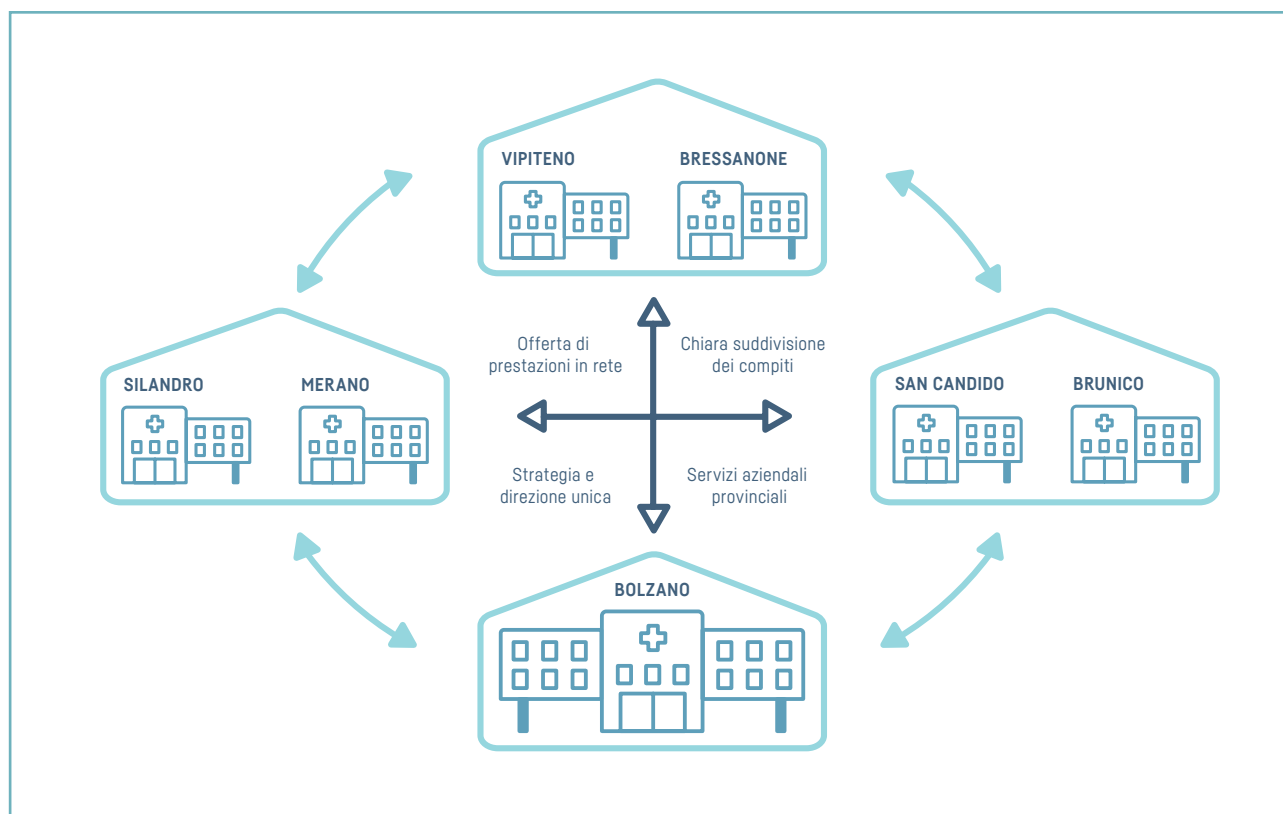 VIPITENO
BRESSANONE
Offerta di
prestazioni in rete
Chiara suddivisione
dei compiti
SILANDRO
MERANO
SAN CANDIDO
BRUNICO
Strategia e
direzione unica
Servizi aziendali
provinciali
BOLZANO